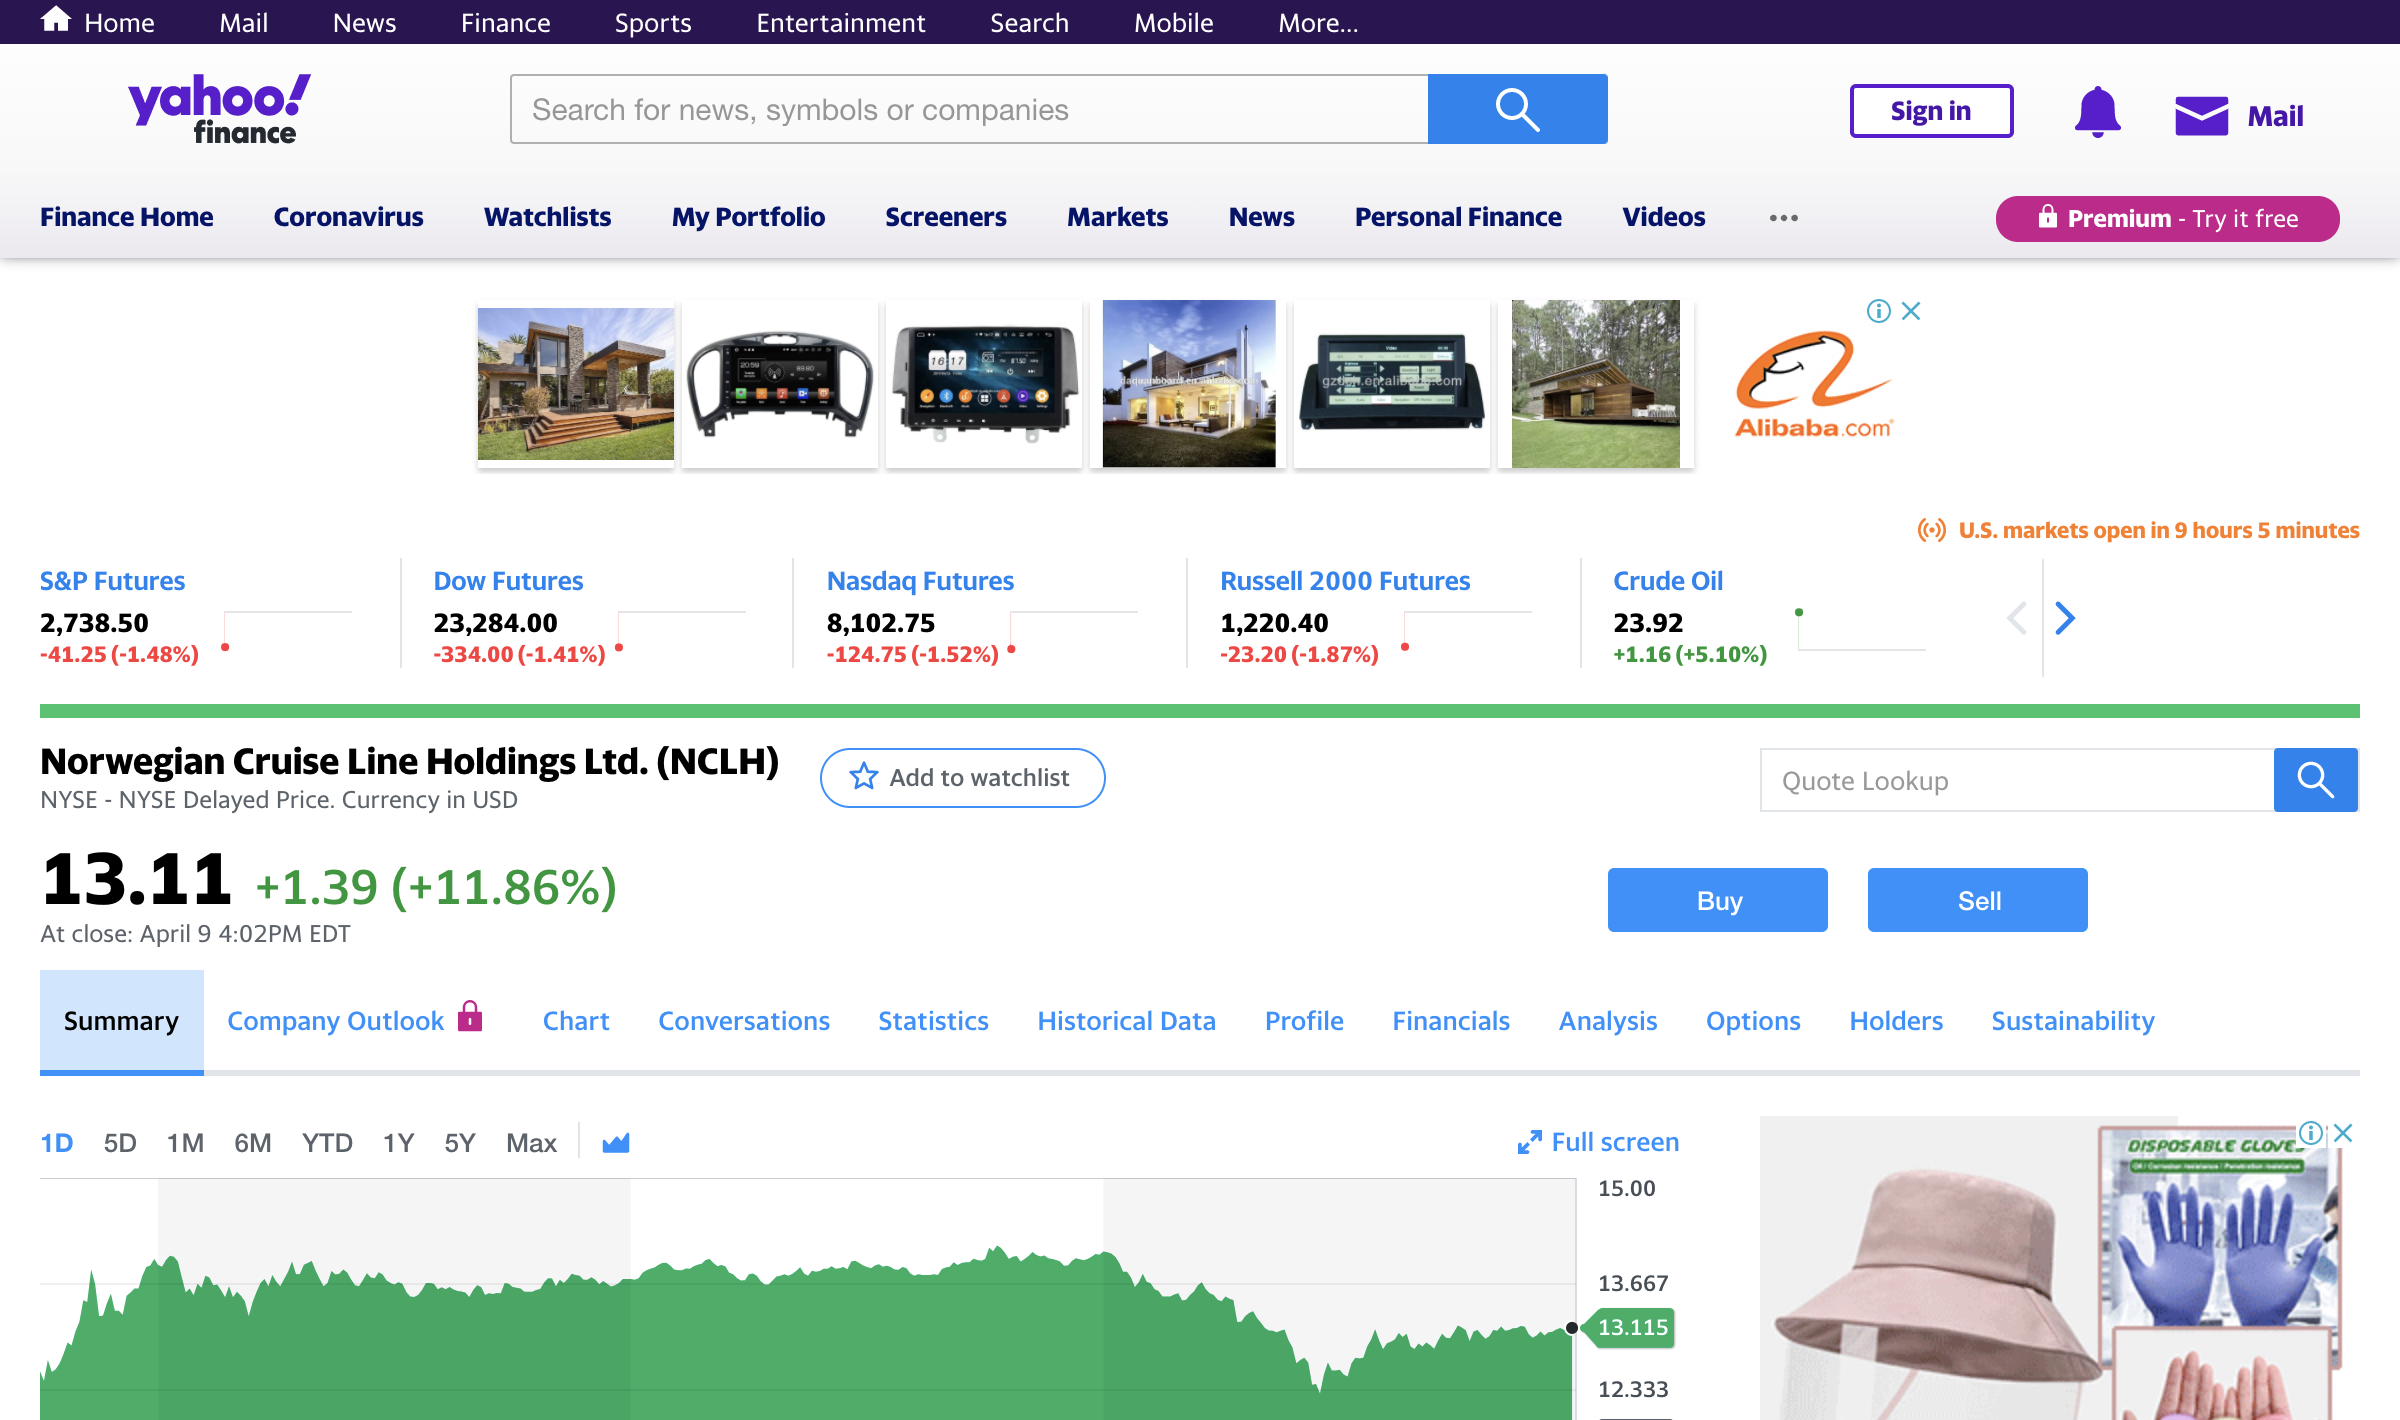 Home Mail News Finance Sports Entertainment Search Mobile More...
yahoo!
finance
Search for news, symbols or companies
Sign in
Mail
Finance Home Coronavirus Watchlists My Portfolio Screeners Markets News Personal Finance Videos
Premium - Try it free
Alibaba.com
U.S. markets open in 9 hours 5 minutes
S&P Futures
2,738.50
-41.25 (-1.48%)
Dow Futures
23,284.00
-334.00 (-1.41%)
Nasdaq Futures
8,102.75
-124.75 (-1.52%)
Russell 2000 Futures
1,220.40
-23.20 (-1.87%)
Crude Oil
23.92
+1.16 (+5.10%)
Norwegian Cruise Line Holdings Ltd. (NCLH)
NYSE - NYSE Delayed Price. Currency in USD
Add to watchlist
Quote Lookup
13.11 +1.39 (+11.86%)
At close: April 9 4:02PM EDT
Buy Sell
Summary Company Outlook Chart Conversations Statistics Historical Data Profile Financials Analysis Options Holders Sustainability
1D 5D 1M 6M YTD 1Y 5Y Max
Full screen
15.00
13.667
13.115
12.333
DISPOSABLE GLOVES